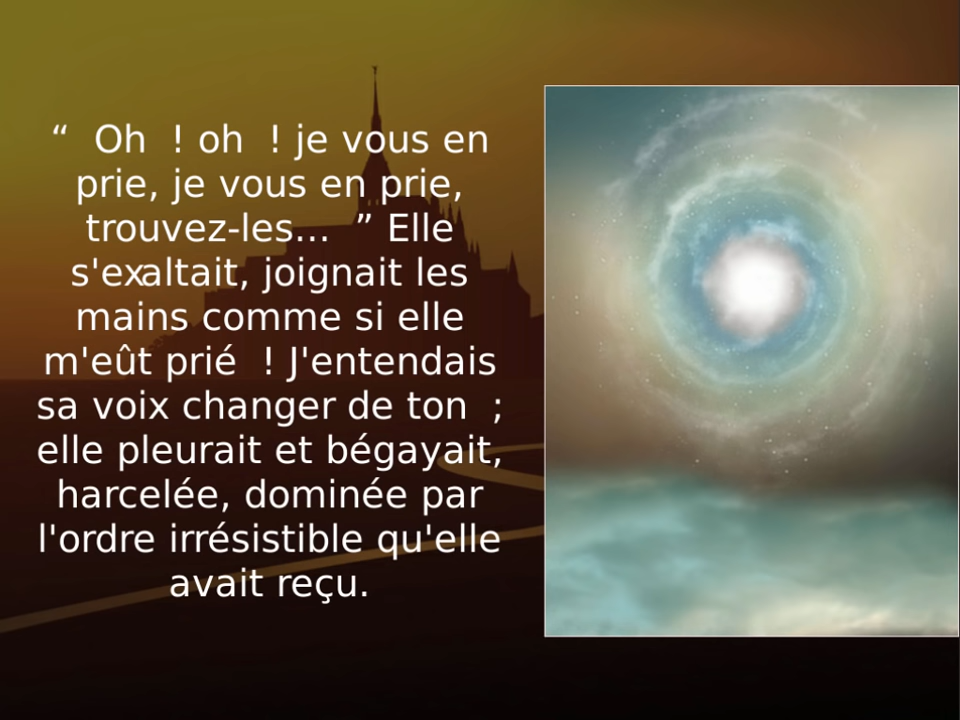 “ Oh ! oh ! je vous en
prie, je vous en prie,
trouvez-les... ” Elle
s'exaltait, joignait les
mains comme si elle
m'eût prié ! J'entendais
sa voix changer de ton ;
elle pleurait et bégayait,
harcelée, dominée par
l'ordre irrésistible qu'elle
avait reçu.